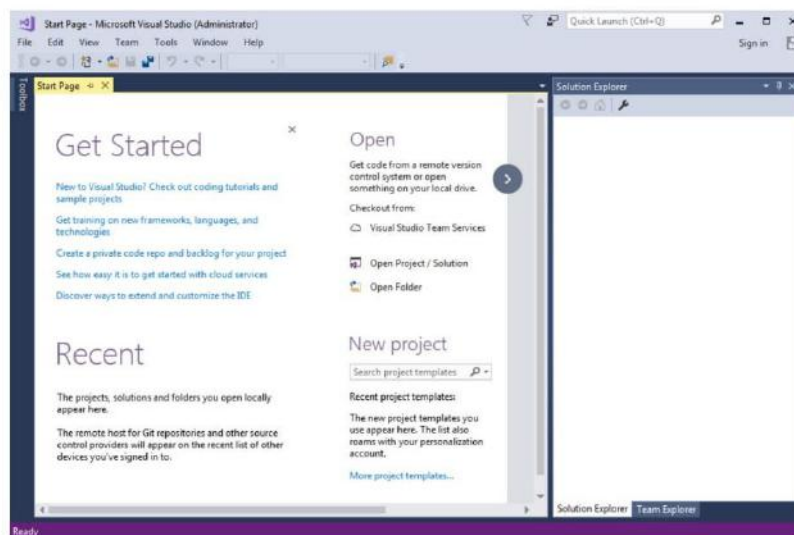 Start Page - Microsoft Visual Studio (Administrator)
Quick Launch (Ctrl+Q)
File Edit View Team Tools Window Help
Sign in
Toolbox
Start Page
Solution Explorer
Get Started
New to Visual Studio? Check out coding tutorials and
sample projects
Get training on new frameworks, languages, and
technologies
Create a private code repo and backlog for your project
See how easy it is to get started with cloud services
Discover ways to extend and customize the IDE
Recent
The projects, solutions and folders you open locally
appear here.
The remote host for Git repositories and other source
control providers will appear on the recent list of other
devices you've signed in to.
Open
Get code from a remote version
control system or open
something on your local drive.
Checkout from:
Visual Studio Team Services
Open Project / Solution
Open Folder
New project
Search project templates
Recent project templates:
The new project templates you
use appear here. The list also
roams with your personalization
account.
More project templates...
Solution Explorer Team Explorer
Ready